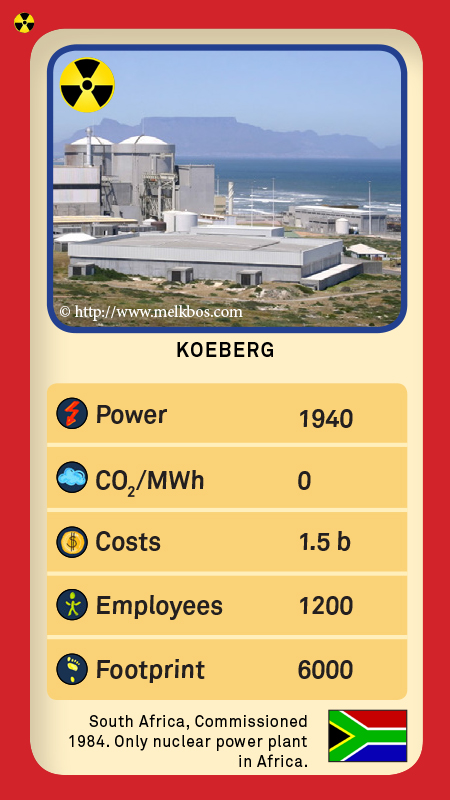 © http://www.melkbos.com
KOEBERG
Power 1940
CO₂/MWh 0
Costs 1.5 b
Employees 1200
Footprint 6000
South Africa, Commissioned
1984. Only nuclear power plant
in Africa.